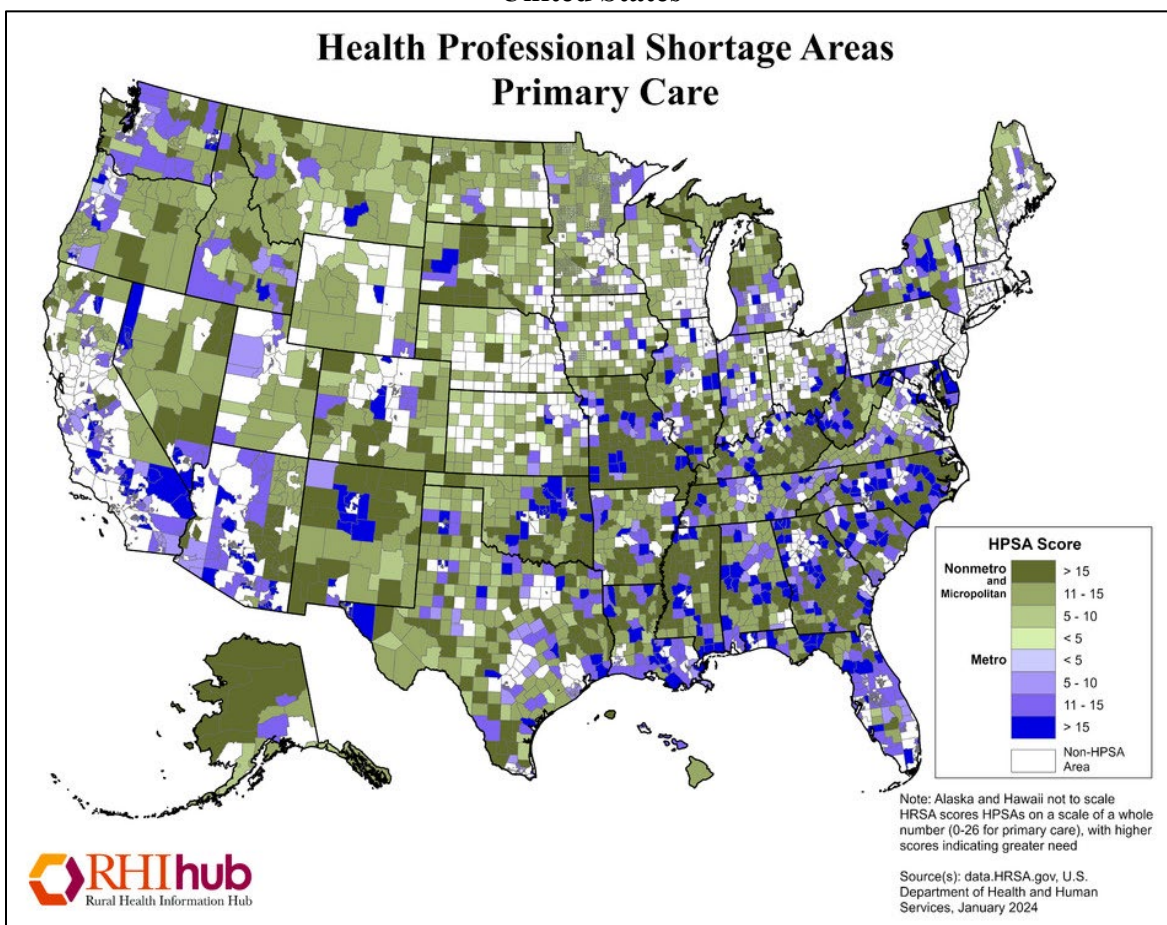 United States
Health Professional Shortage Areas
Primary Care
HPSA Score
Nonmetro
and
Micropolitan
> 15
11 - 15
5 - 10
< 5
Metro
< 5
5 - 10
11 - 15
> 15
Non-HPSA
Area
Note: Alaska and Hawaii not to scale
HRSA scores HPSAs on a scale of a whole
number (0-26 for primary care), with higher
scores indicating greater need
Source(s): data.HRSA.gov, U.S.
Department of Health and Human
Services, January 2024
RHIhub
Rural Health Information Hub